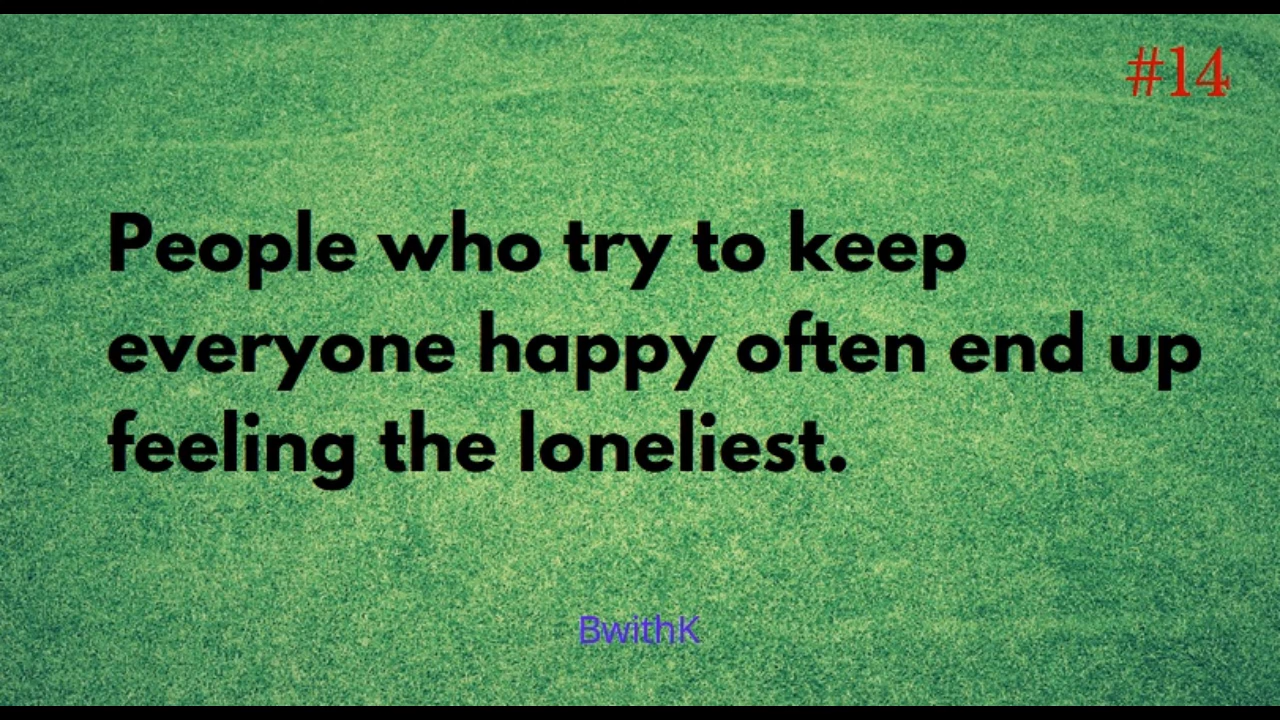 #14
People who try to keep
everyone happy often end up
feeling the loneliest.
BwithK